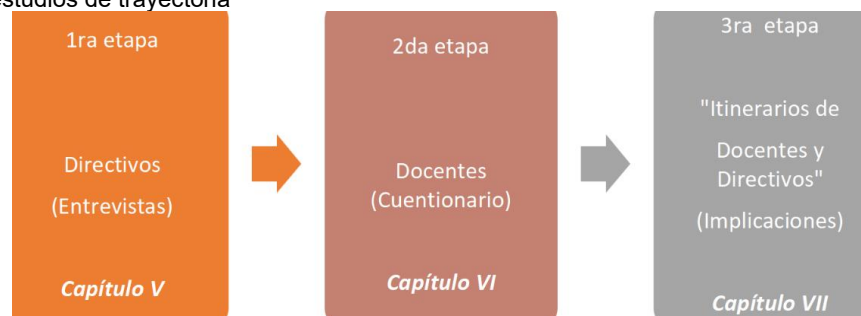 estudios de trayectoria
1ra etapa
Directivos
(Entrevistas)
Capítulo V
2da etapa
Docentes
(Cuentionario)
Capítulo VI
3ra etapa
"Itinerarios de
Docentes y
Directivos"
(Implicaciones)
Capítulo VII